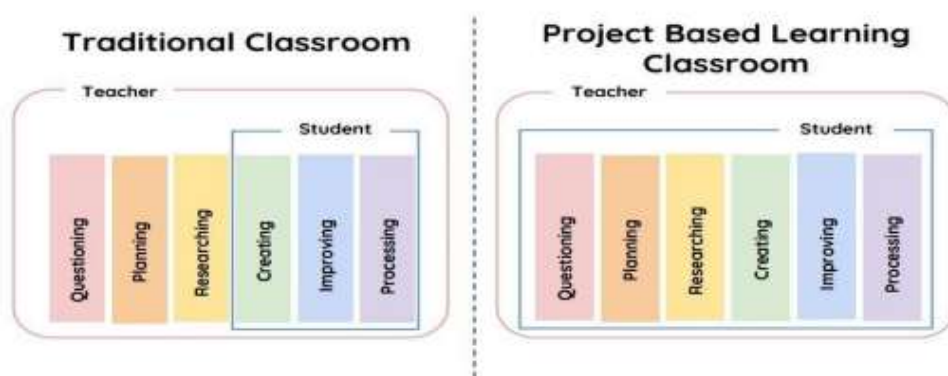 Traditional Classroom
Teacher
Student
Questioning
Planning
Researching
Creating
Improving
Processing
Project Based Learning
Classroom
Teacher
Student
Questioning
Planning
Researching
Creating
Improving
Processing